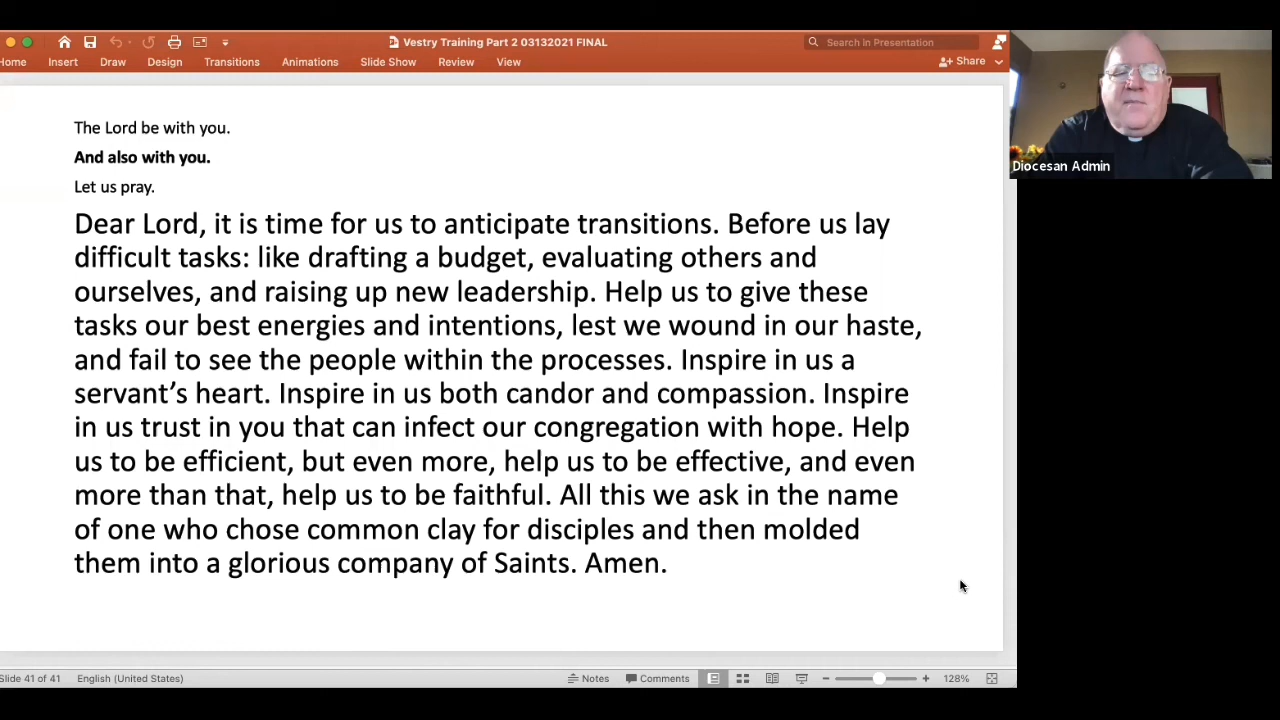 Vestry Training Part 2 03132021 FINAL
Search In Presentation
Home Insert Draw Design Transitions Animations Slide Show Review View
Share
The Lord be with you.
And also with you.
Let us pray.
Dear Lord, it is time for us to anticipate transitions. Before us lay
difficult tasks: like drafting a budget, evaluating others and
ourselves, and raising up new leadership. Help us to give these
tasks our best energies and intentions, lest we wound in our haste,
and fail to see the people within the processes. Inspire in us a
servant’s heart. Inspire in us both candor and compassion. Inspire
in us trust in you that can infect our congregation with hope. Help
us to be efficient, but even more, help us to be effective, and even
more than that, help us to be faithful. All this we ask in the name
of one who chose common clay for disciples and then molded
them into a glorious company of Saints. Amen.
Diocesan Admin
Slide 41 of 41 English (United States) Notes Comments 128%